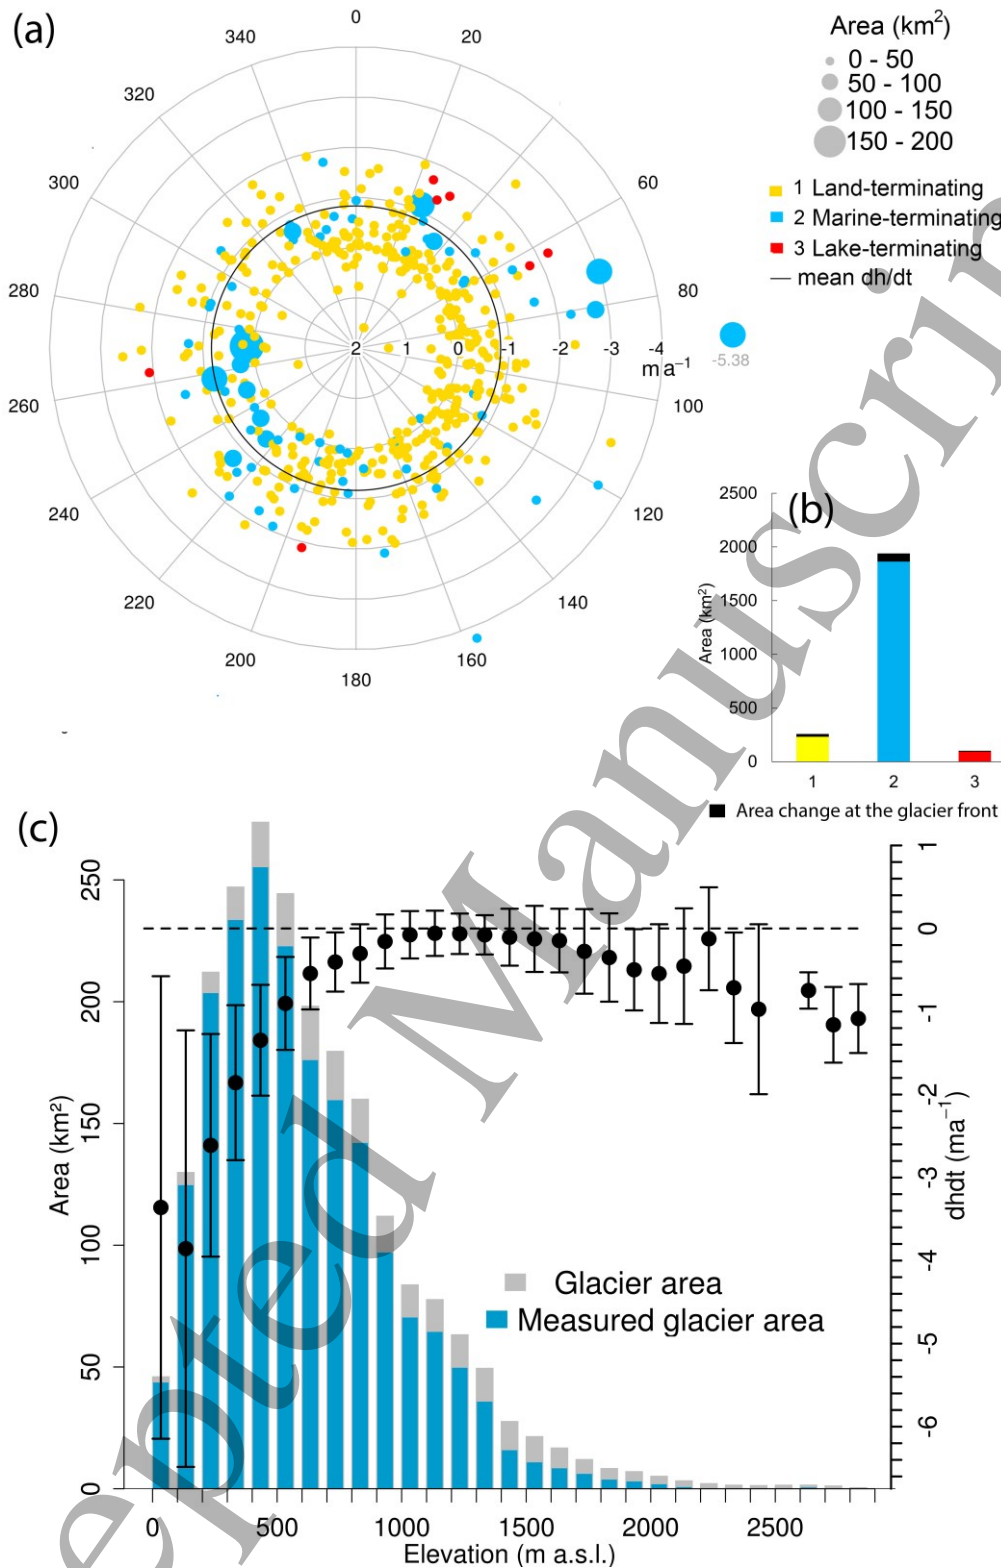 (a)
0
20
60
80
100
120
140
160
180
200
220
240
260
280
300
320
340
2 1 0 -1 -2 -3 -4
m a⁻¹
-5.38
Area (km²)
0 - 50
50 - 100
100 - 150
150 - 200
1 Land-terminating
2 Marine-terminating
3 Lake-terminating
mean dh/dt
(b)
Area (km²)
2500
2000
1500
1000
500
0
1 2 3
Area change at the glacier front
(c)
Area (km²)
250
200
150
100
50
0
1
0
-1
-2
-3
-4
-5
-6
dhdt (ma⁻¹)
Glacier area
Measured glacier area
0 500 1000 1500 2000 2500
Elevation (m a.s.l.)
epted Manuscrip